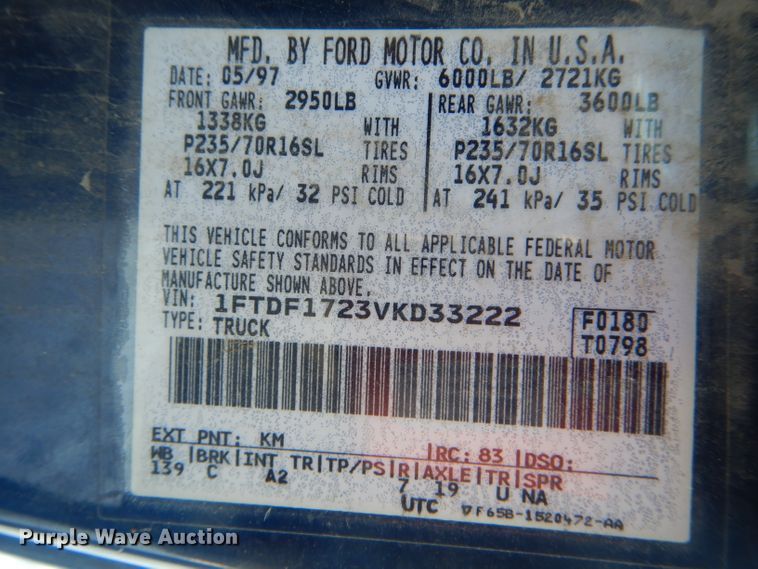 MFD. BY FORD MOTOR CO. IN U.S.A.
DATE: 05/97 GVWR: 6000LB/ 2721KG
FRONT GAWR: 2950LB REAR GAWR: 3600LB
1338KG WITH 1632KG WITH
P235/70R16SL TIRES P235/70R16SL TIRES
16X7.0J RIMS 16X7.0J RIMS
AT 221 kPa/ 32 PSI COLD AT 241 kPa/ 35 PSI COLD
THIS VEHICLE CONFORMS TO ALL APPLICABLE FEDERAL MOTOR
VEHICLE SAFETY STANDARDS IN EFFECT ON THE DATE OF
MANUFACTURE SHOWN ABOVE.
VIN: 1FTDF1723VKD33222 F0180
TYPE: TRUCK T0798
EXT PNT: KM RC: 83 DSO:
WB BRK INT TR TP/PS R AXLE TR SPR
139 C A2 7 19 U NA
UTC F65B-1520472-AA
Purple Wave Auction